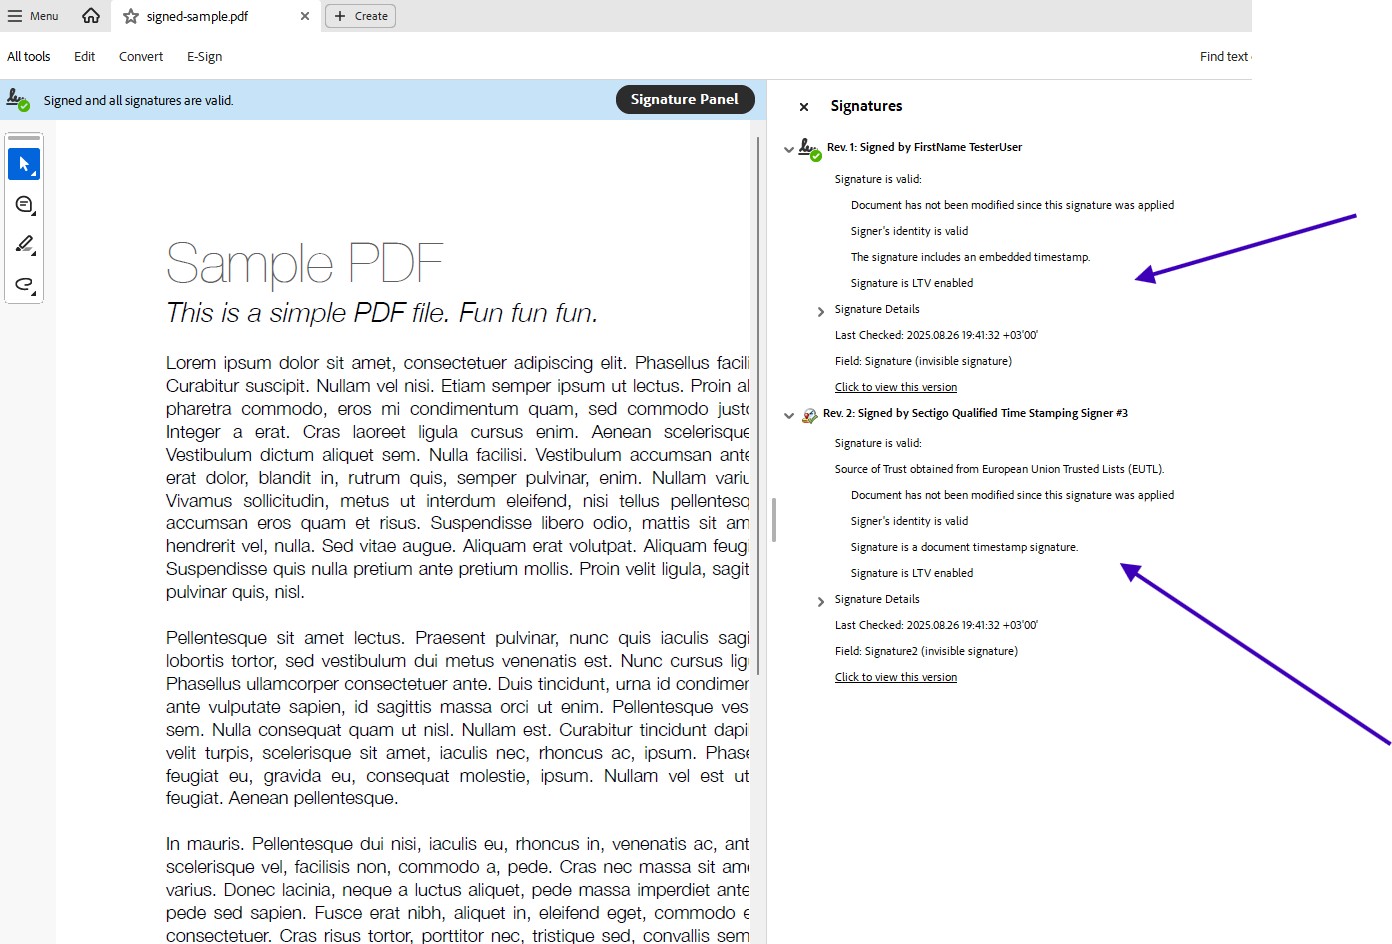 Menu
signed-sample.pdf
Create
All tools Edit Convert E-Sign
Find text
Signed and all signatures are valid.
Signature Panel
Sample PDF
This is a simple PDF file. Fun fun fun.
Lorem ipsum dolor sit amet, consectetuer adipiscing elit. Phasellus facili
Curabitur suscipit. Nullam vel nisi. Etiam semper ipsum ut lectus. Proin
pharetra commodo, eros mi condimentum quam, sed commodo justo
Integer a erat. Cras laoreet ligula cursus enim. Aenean scelerisque
Vestibulum dictum aliquet sem. Nulla facilisi. Vestibulum accumsan ante
erat dolor, blandit in, rutrum quis, semper pulvinar, enim. Nullam variu
Vivamus sollicitudin, metus ut interdum eleifend, nisi tellus pellentesq
accumsan eros quam et risus. Suspendisse libero odio, mattis sit am
hendrerit vel, nulla. Sed vitae augue. Aliquam erat volutpat. Aliquam feugi
Suspendisse quis nulla pretium ante pretium mollis. Proin velit ligula, sagit
pulvinar quis, nisl.
Pellentesque sit amet lectus. Praesent pulvinar, nunc quis iaculis sagi
lobortis tortor, sed vestibulum dui metus venenatis est. Nunc cursus lig
Phasellus ullamcorper consectetuer ante. Duis tincidunt, urna id condimen
ante vulputate sapien, id sagittis massa orci ut enim. Pellentesque ves
sem. Nulla consequat quam ut nisl. Nullam est. Curabitur tincidunt dapi
velit turpis, scelerisque sit amet, iaculis nec, rhoncus ac, ipsum. Phase
feugiat eu, gravida eu, consequat molestie, ipsum. Nullam vel est ut
feugiat. Aenean pellentesque.
In mauris. Pellentesque dui nisi, iaculis eu, rhoncus in, venenatis ac, ant
scelerisque vel, facilisis non, commodo a, pede. Cras nec massa sit ame
varius. Donec lacinia, neque a luctus aliquet, pede massa imperdiet ante
pede sed sapien. Fusce erat nibh, aliquet in, eleifend eget, commodo e
consectetuer. Cras risus tortor, porttitor nec, tristique sed, convallis sem
Signatures
Rev. 1: Signed by FirstName TesterUser
Signature is valid:
Document has not been modified since this signature was applied
Signer's identity is valid
The signature includes an embedded timestamp.
Signature is LTV enabled
Signature Details
Last Checked: 2025.08.26 19:41:32 +03'00'
Field: Signature (invisible signature)
Click to view this version
Rev. 2: Signed by Sectigo Qualified Time Stamping Signer #3
Signature is valid:
Source of Trust obtained from European Union Trusted Lists (EUTL).
Document has not been modified since this signature was applied
Signer's identity is valid
Signature is a document timestamp signature.
Signature is LTV enabled
Signature Details
Last Checked: 2025.08.26 19:41:32 +03'00'
Field: Signature2 (invisible signature)
Click to view this version